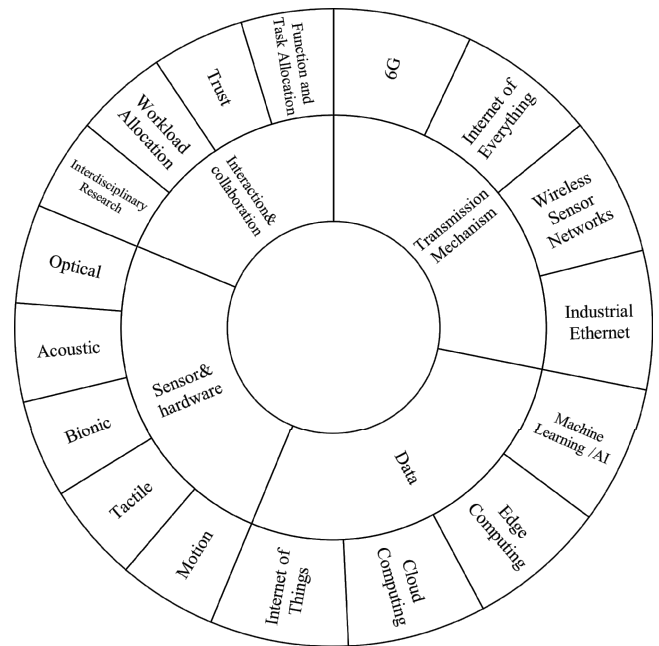 6G
Internet of
Everything
Wireless
Sensor
Networks
Industrial
Ethernet
Machine
Learning /AI
Edge
Computing
Cloud
Computing
Internet of
Things
Motion
Tactile
Bionic
Acoustic
Optical
Interdisciplinary
Research
Workload
Allocation
Trust
Function and
Task Allocation
Transmission
Mechanism
Data
Sensor&
hardware
Interaction&
collaboration